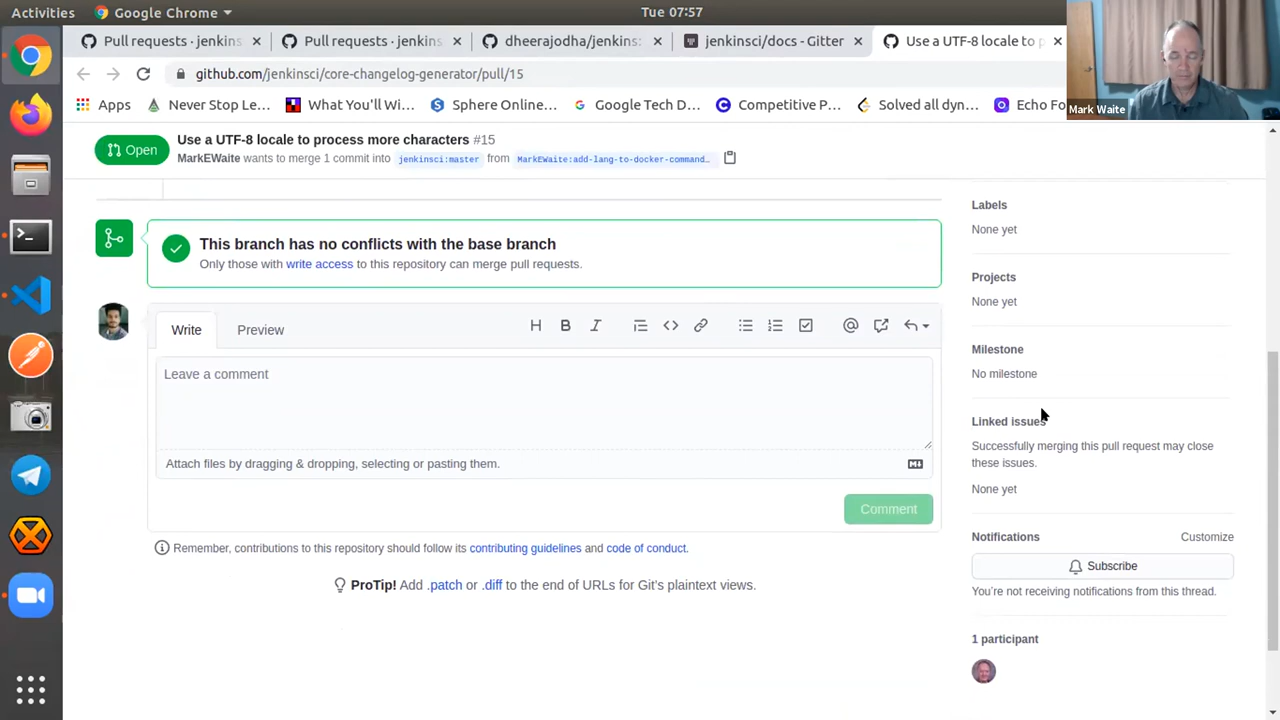 Activities
Google Chrome
Tue 07:57
Pull requests · jenkins
Pull requests · jenkins
dheerajodha/jenkins:
jenkinsci/docs - Gitter
Use a UTF-8 locale to p
github.com/jenkinsci/core-changelog-generator/pull/15
Apps
Never Stop Le...
What You'll Wi...
Sphere Online...
Google Tech D...
Competitive P...
Solved all dyn...
Echo Fo
Mark Waite
Open
Use a UTF-8 locale to process more characters #15
MarkEWaite wants to merge 1 commit into jenkinsci:master from MarkEWaite:add-lang-to-docker-command…
This branch has no conflicts with the base branch
Only those with write access to this repository can merge pull requests.
Write
Preview
Leave a comment
Attach files by dragging & dropping, selecting or pasting them.
Comment
Remember, contributions to this repository should follow its contributing guidelines and code of conduct.
ProTip! Add .patch or .diff to the end of URLs for Git's plaintext views.
Labels
None yet
Projects
None yet
Milestone
No milestone
Linked issues
Successfully merging this pull request may close
these issues.
None yet
Notifications
Customize
Subscribe
You're not receiving notifications from this thread.
1 participant